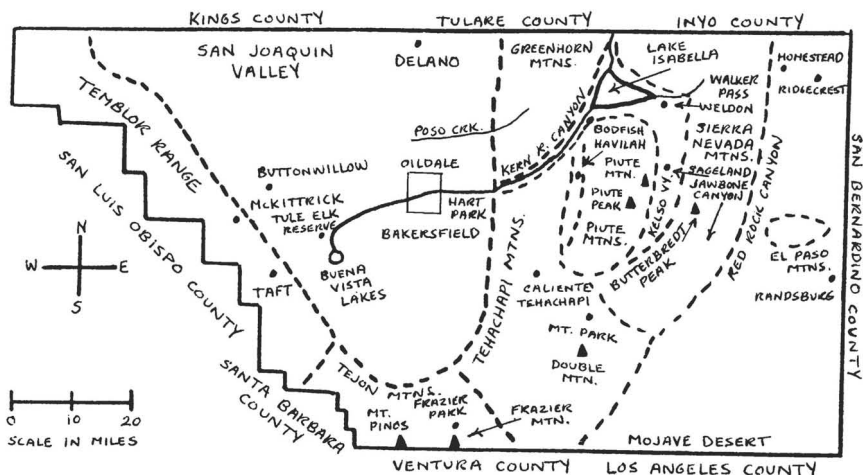 KINGS COUNTY
TULARE COUNTY
INYO COUNTY
SAN JOAQUIN
VALLEY
DELANO
GREENHORN
MTNS.
LAKE
ISABELLA
HOMESTEAD
RIDGECREST
WALKER
PASS
WELDON
TEMBLOR RANGE
POSO CRK.
KERN R. CANYON
BODFISH
HAVILAH
SIERRA
NEVADA
MTNS.
SAN LUIS OBISPO
COUNTY
BUTTONWILLOW
OILDALE
PIUTE
MTN.
SAGELAND
JAWBONE
CANYON
MCKITTRICK
TULE ELK
RESERVE
HART
PARK
PIUTE
PEAK
KELSO VY.
RED ROCK CANYON
SAN BERNARDINO COUNTY
N
W
E
S
BAKERSFIELD
PIUTE
MTNS.
BUTTERBREDT
PEAK
EL PASO
MTNS.
BUENA
VISTA
LAKES
TAFT
TEHACHAPI MTNS.
CALIENTE
TEHACHAPI
RANDSBURG
MT. PARK
DOUBLE
MTN.
SANTA BARBARA
COUNTY
TEJON MTNS.
FRAZIER
PARK
MT.
PINOS
FRAZIER
MTN.
0 10 20
SCALE IN MILES
MOJAVE DESERT
VENTURA COUNTY
LOS ANGELES COUNTY